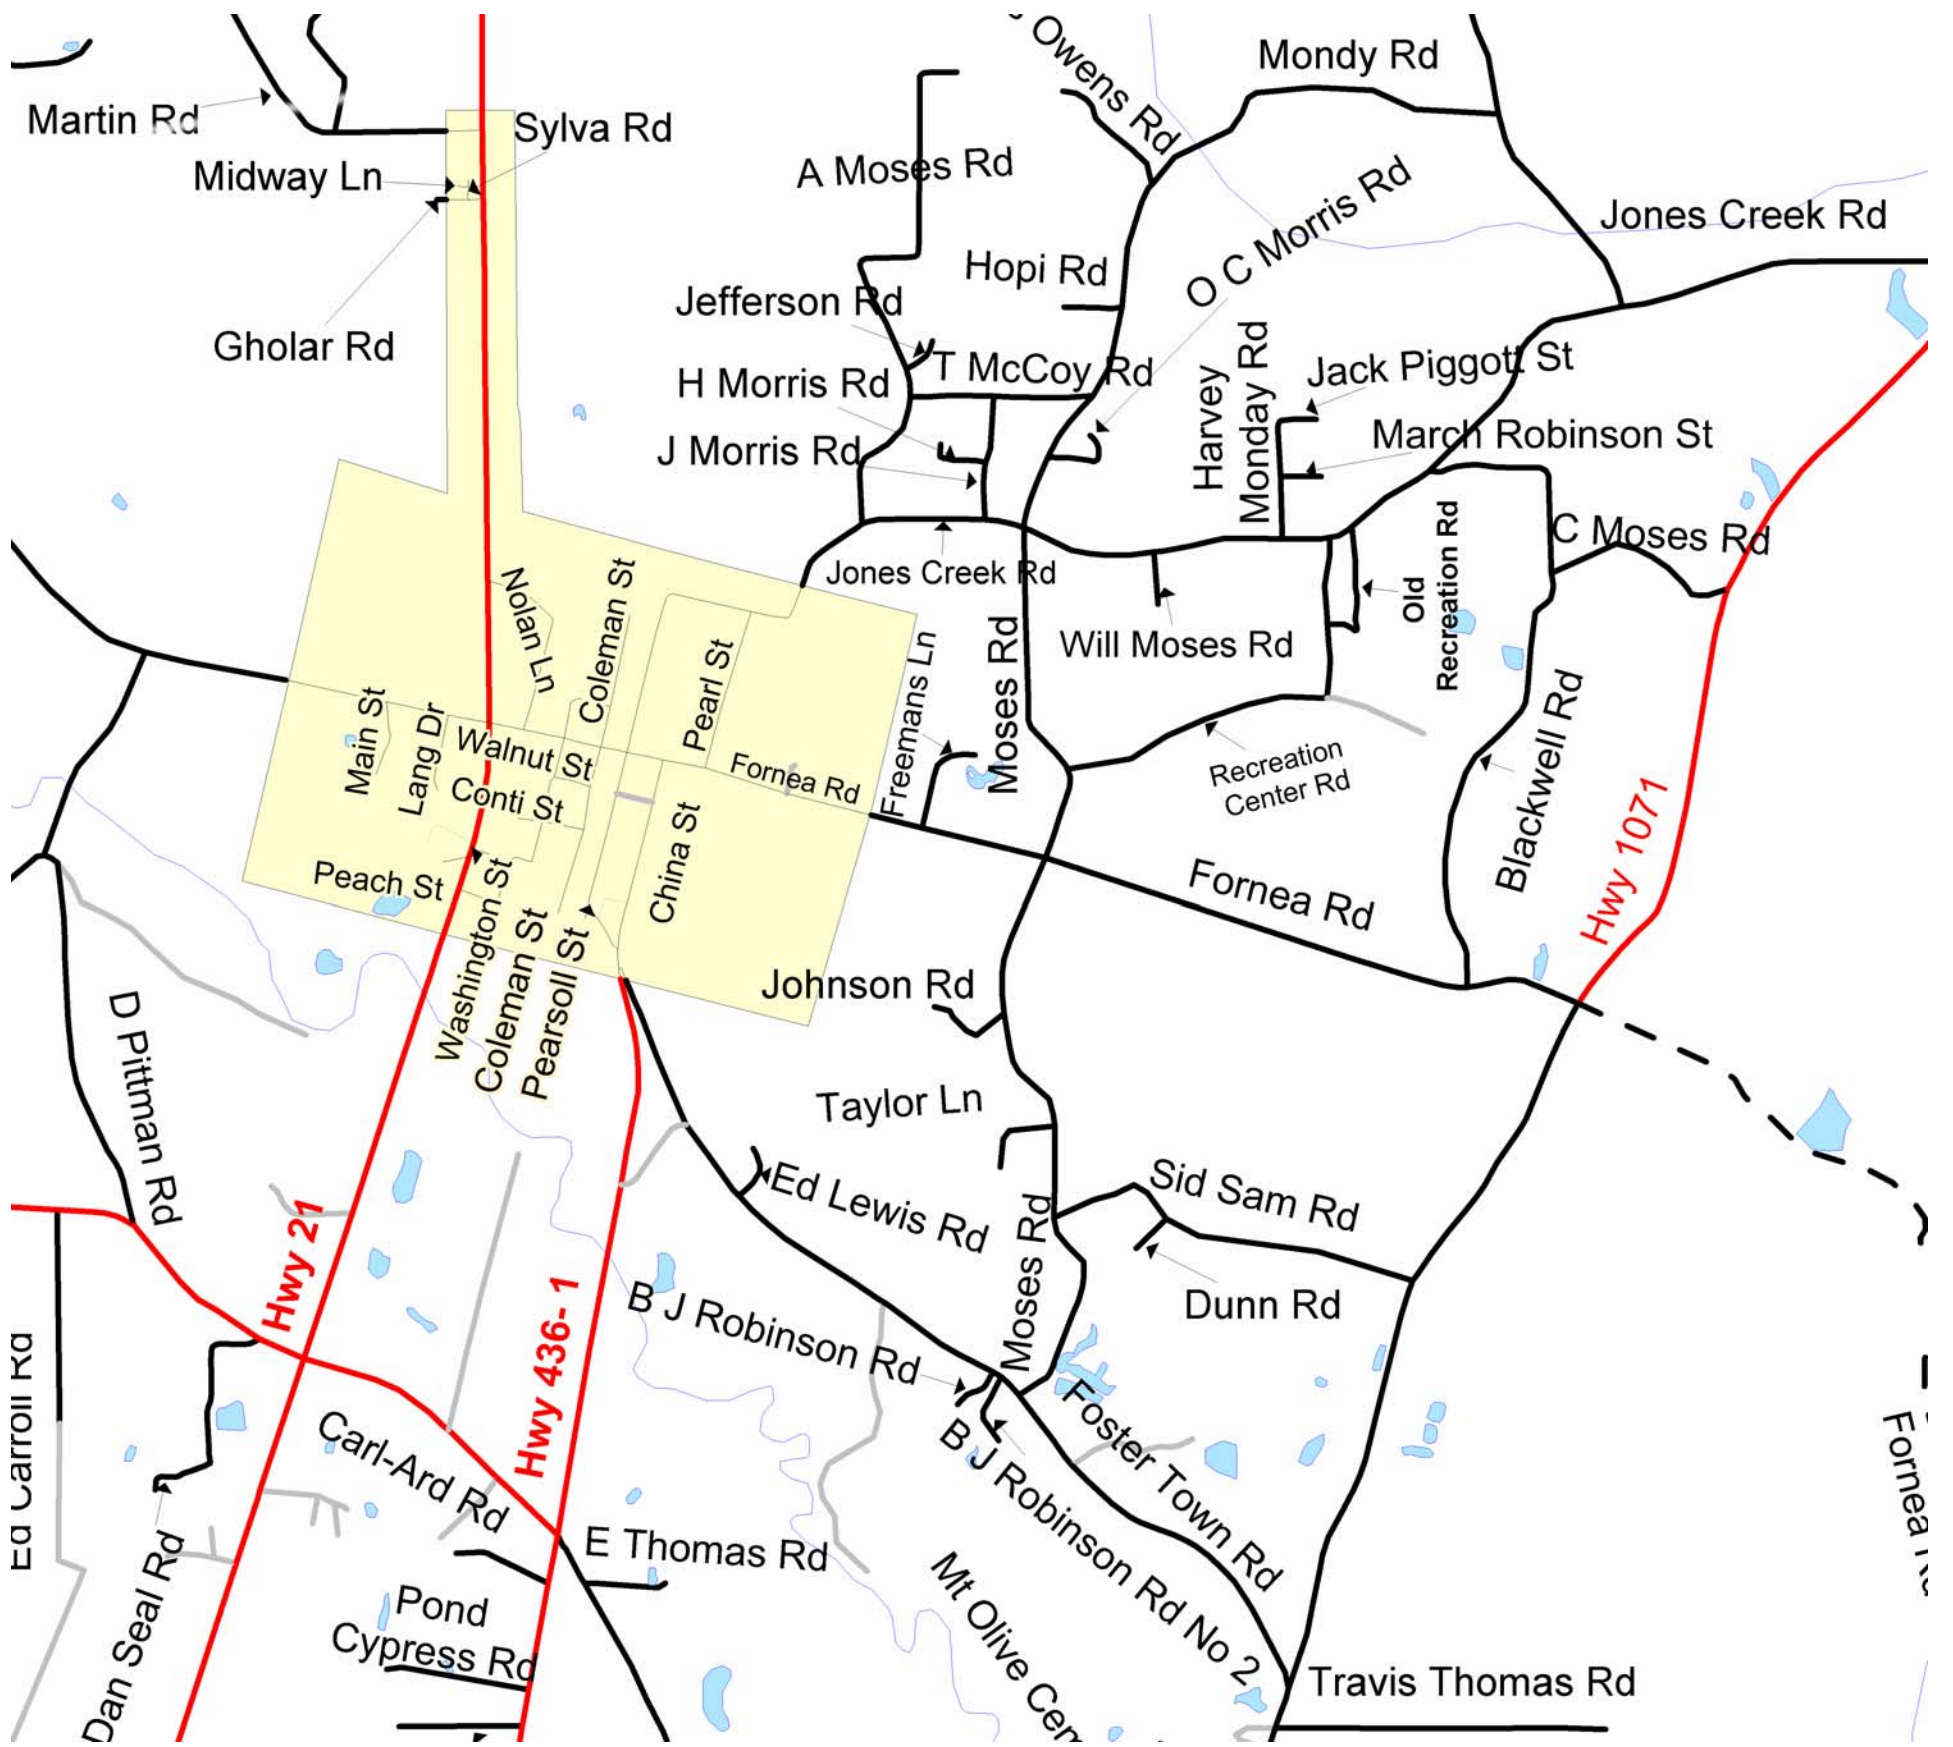 Owens Rd
Mondy Rd
Martin Rd
Sylva Rd
Midway Ln
A Moses Rd
O C Morris Rd
Jones Creek Rd
Hopi Rd
Jefferson Rd
Gholar Rd
T McCoy Rd
H Morris Rd
Harvey
Monday Rd
Jack Piggott St
J Morris Rd
March Robinson St
C Moses Rd
Old
Recreation Rd
Jones Creek Rd
Nolan Ln
Coleman St
Pearl St
Freemans Ln
Moses Rd
Will Moses Rd
Main St
Lang Dr
Walnut St
Conti St
Fornea Rd
Recreation
Center Rd
Blackwell Rd
Hwy 1071
Peach St
China St
Fornea Rd
Washington St
Coleman St
Pearsoll St
Johnson Rd
D Pittman Rd
Taylor Ln
Ed Lewis Rd
Sid Sam Rd
Moses Rd
Dunn Rd
Hwy 21
Hwy 436-1
B J Robinson Rd
Ed Carroll Rd
Carl-Ard Rd
B J Robinson Rd No 2
Foster Town Rd
Fornea
E Thomas Rd
Dan Seal Rd
Pond
Cypress Rd
Mt Olive Cem
Travis Thomas Rd